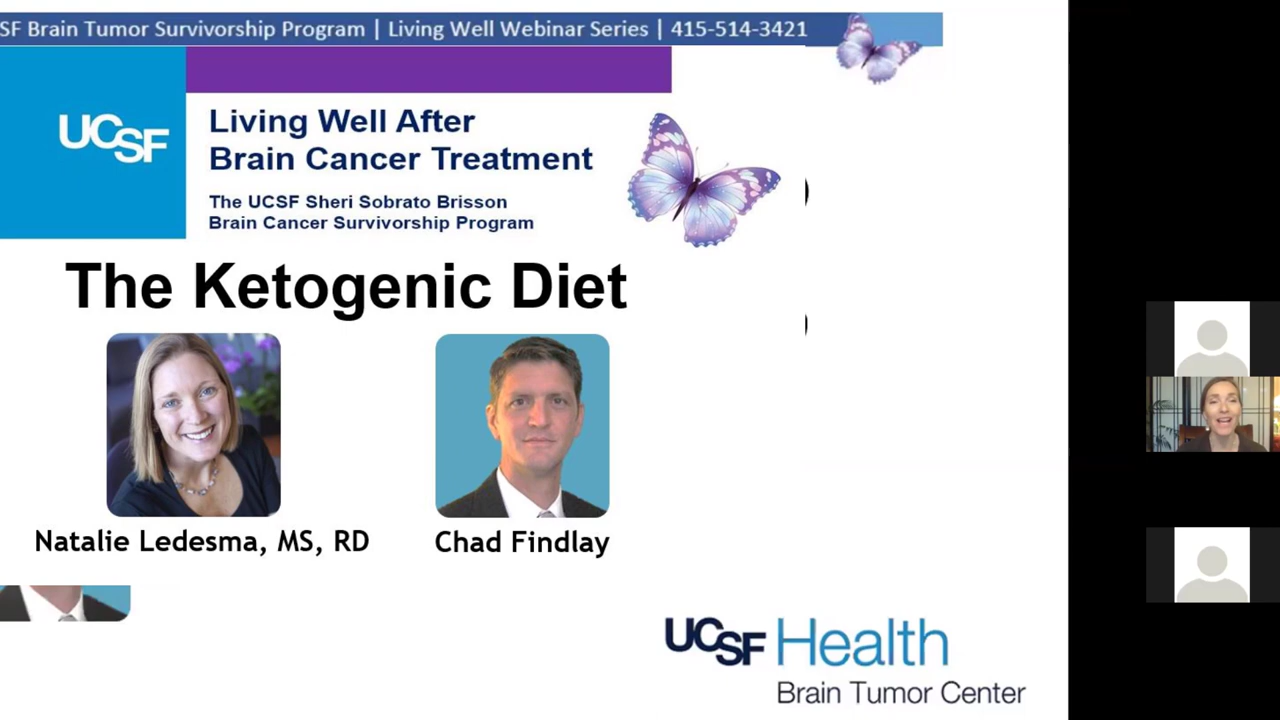 SF Brain Tumor Survivorship Program | Living Well Webinar Series | 415-514-3421
UCSF
Living Well After
Brain Cancer Treatment
The UCSF Sheri Sobrato Brisson
Brain Cancer Survivorship Program
The Ketogenic Diet
Natalie Ledesma, MS, RD
Chad Findlay
UCSF Health
Brain Tumor Center